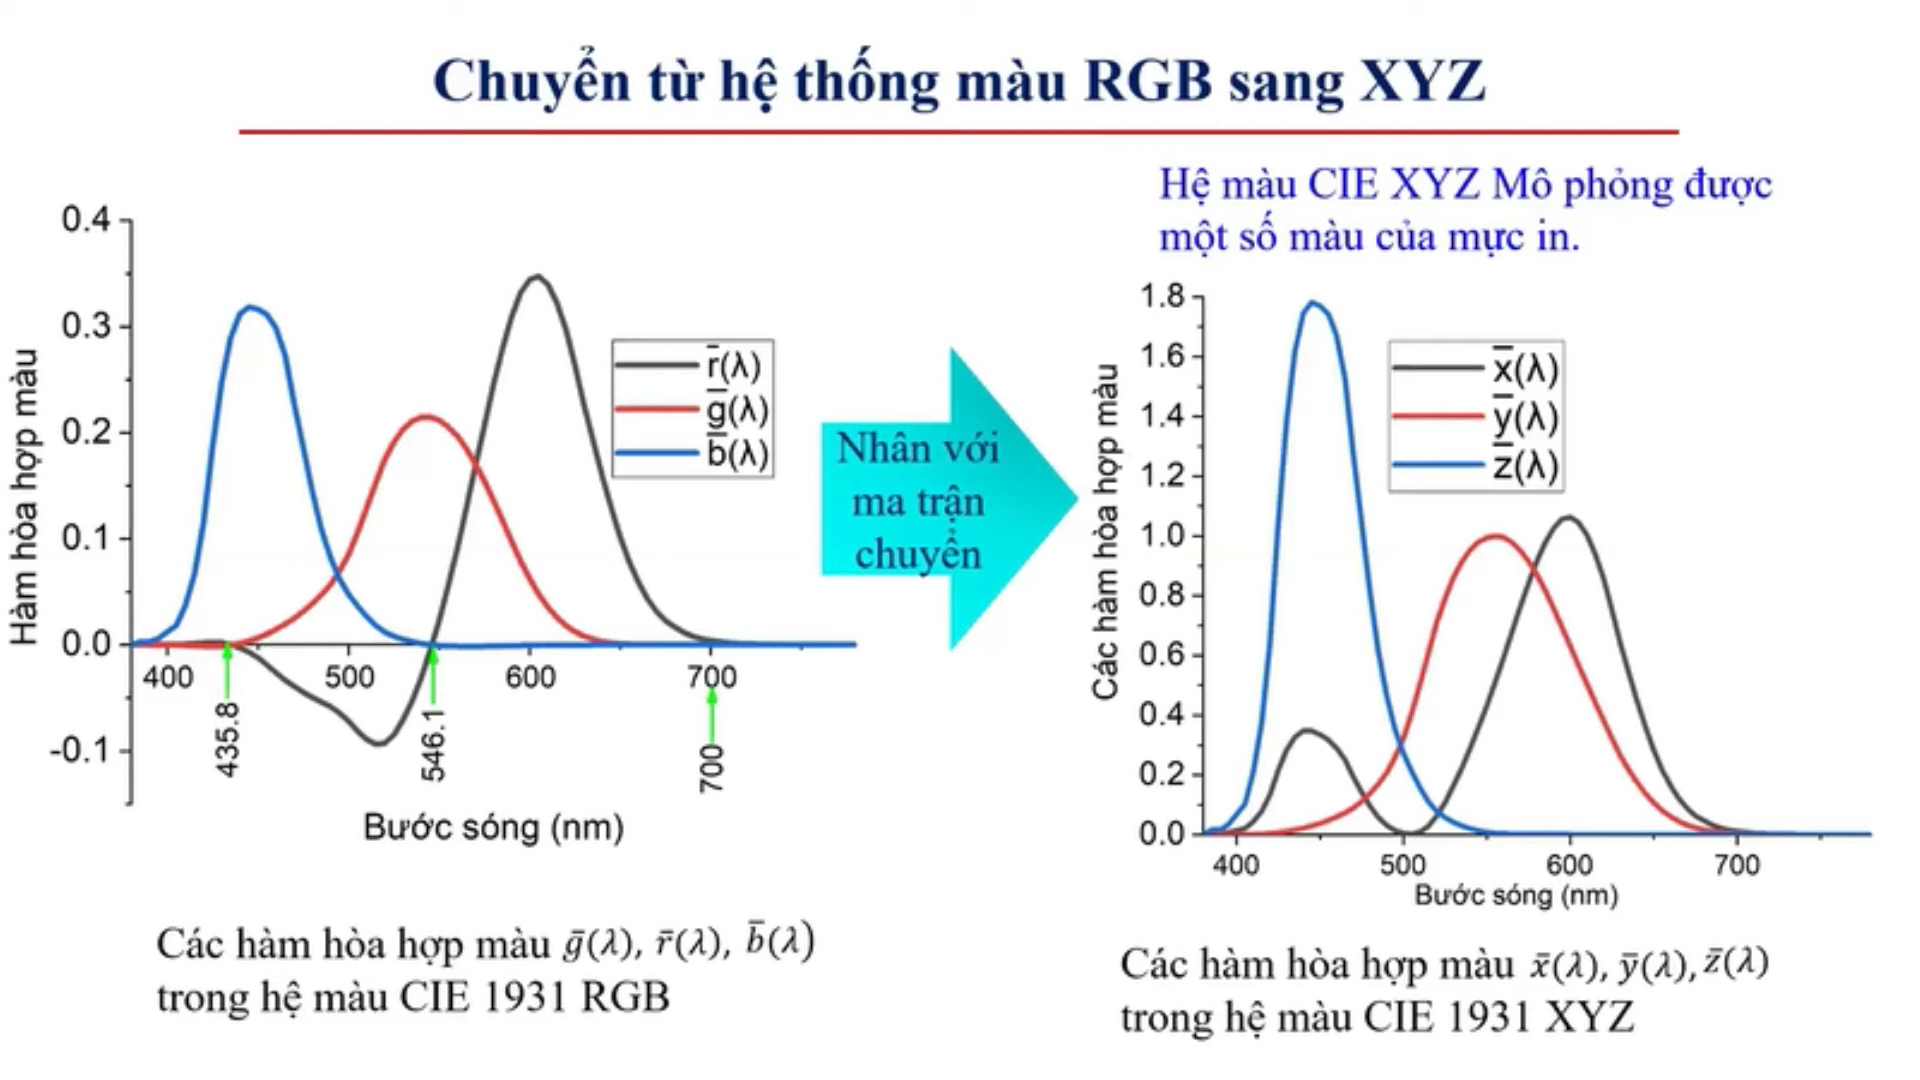 Chuyển từ hệ thống màu RGB sang XYZ
Hệ màu CIE XYZ Mô phỏng được
một số màu của mực in.
Hàm hòa hợp màu
0.4
0.3
0.2
0.1
0.0
-0.1
400
500
600
700
435.8
546.1
700
Bước sóng (nm)
r̄(λ)
ḡ(λ)
b̄(λ)
Nhân với
ma trận
chuyển
Các hàm hòa hợp màu
1.8
1.6
1.4
1.2
1.0
0.8
0.6
0.4
0.2
0.0
400
500
600
700
Bước sóng (nm)
x̄(λ)
ȳ(λ)
z̄(λ)
Các hàm hòa hợp màu ḡ(λ), r̄(λ), b̄(λ)
trong hệ màu CIE 1931 RGB
Các hàm hòa hợp màu x̄(λ), ȳ(λ), z̄(λ)
trong hệ màu CIE 1931 XYZ